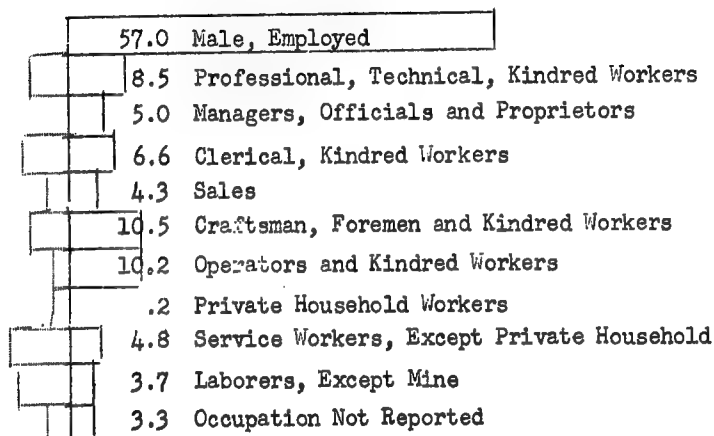 57.0 Male, Employed
8.5 Professional, Technical, Kindred Workers
5.0 Managers, Officials and Proprietors
6.6 Clerical, Kindred Workers
4.3 Sales
10.5 Craftsman, Foremen and Kindred Workers
10.2 Operators and Kindred Workers
.2 Private Household Workers
4.8 Service Workers, Except Private Household
3.7 Laborers, Except Mine
3.3 Occupation Not Reported